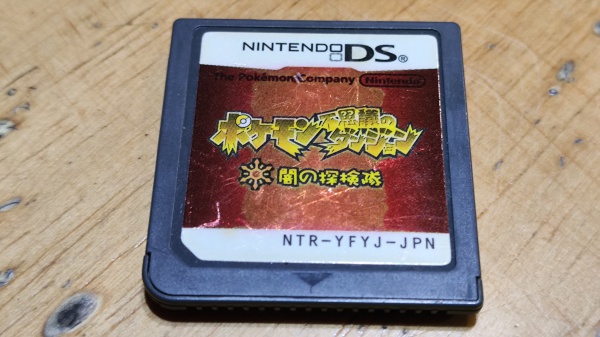 NINTENDO DS®
The Pokémon Company Nintendo
ポケモン不思議のダンジョン
闇の探検隊
NTR-YFYJ-JPN